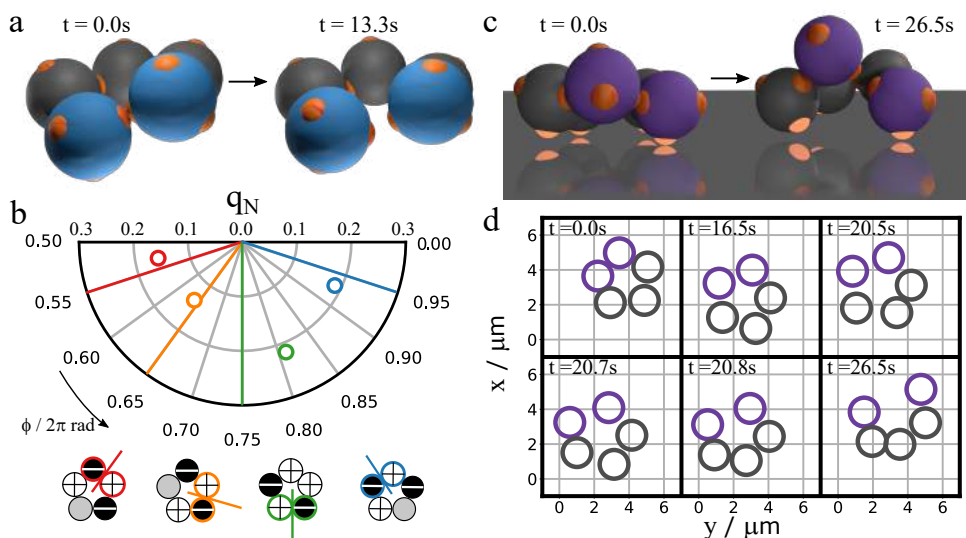 a
t = 0.0s
t = 13.3s
c
t = 0.0s
t = 26.5s
b
q_N
0.3 0.2 0.1 0.0 0.1 0.2 0.3
0.50
0.00
0.55
0.95
0.60
0.90
0.65
0.85
0.70
0.80
0.75
ϕ / 2π rad
d
t =0.0s
t =16.5s
t =20.5s
t =20.7s
t =20.8s
t =26.5s
6
4
2
0
6
4
2
0
x / μm
0 2 4 6 0 2 4 6 0 2 4 6
y / μm